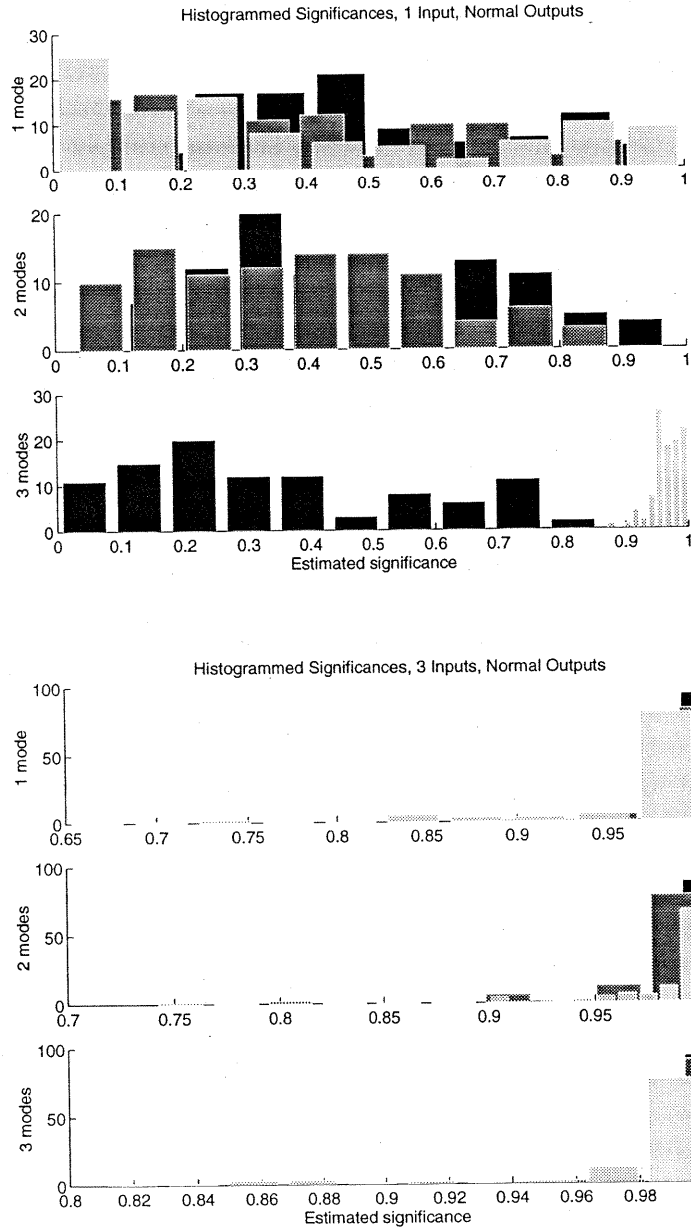 Histogrammed Significances, 1 Input, Normal Outputs
30
20
10
0
1 mode
0 0.1 0.2 0.3 0.4 0.5 0.6 0.7 0.8 0.9 1
20
10
0
2 modes
0 0.1 0.2 0.3 0.4 0.5 0.6 0.7 0.8 0.9 1
30
20
10
0
3 modes
0 0.1 0.2 0.3 0.4 0.5 0.6 0.7 0.8 0.9 1
Estimated significance
Histogrammed Significances, 3 Inputs, Normal Outputs
100
50
0
1 mode
0.65 0.7 0.75 0.8 0.85 0.9 0.95
100
50
0
2 modes
0.7 0.75 0.8 0.85 0.9 0.95
100
50
0
3 modes
0.8 0.82 0.84 0.86 0.88 0.9 0.92 0.94 0.96 0.98
Estimated significance